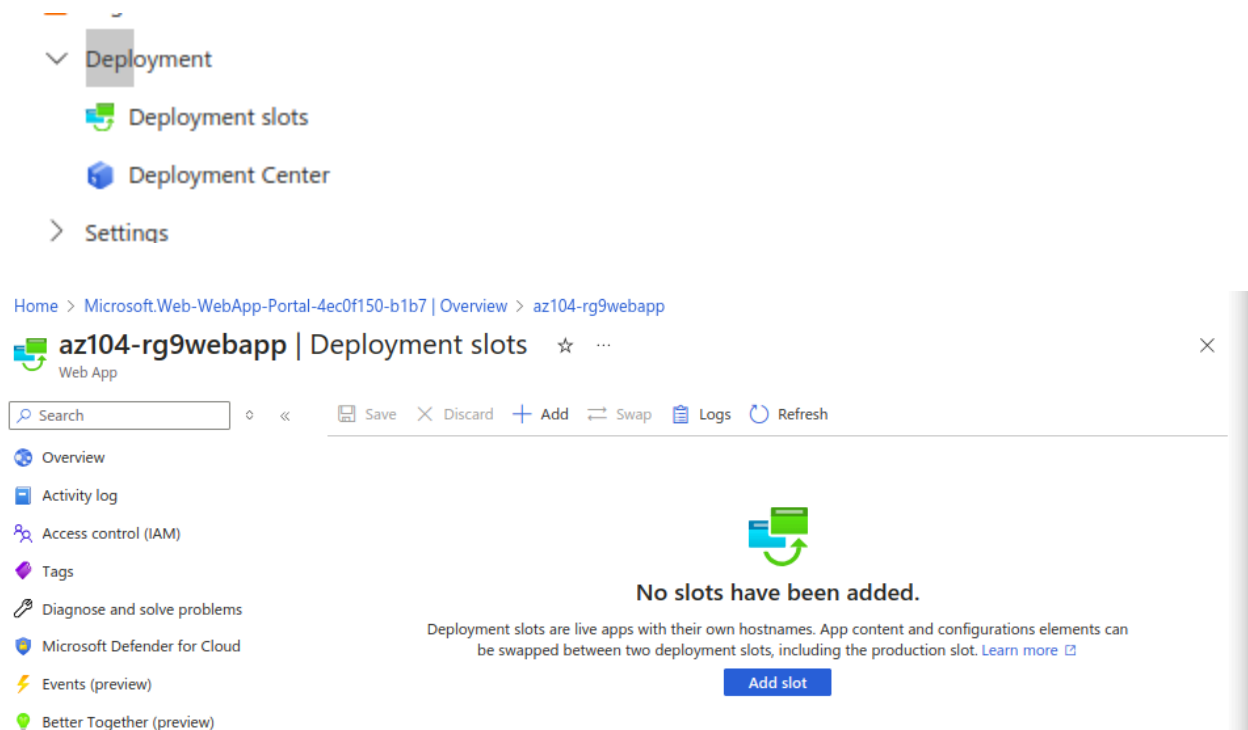 Deployment
Deployment slots
Deployment Center
Settings
Home > Microsoft.Web-WebApp-Portal-4ec0f150-b1b7 | Overview > az104-rg9webapp
az104-rg9webapp | Deployment slots
Web App
Search
Save Discard Add Swap Logs Refresh
Overview
Activity log
Access control (IAM)
Tags
Diagnose and solve problems
Microsoft Defender for Cloud
Events (preview)
Better Together (preview)
No slots have been added.
Deployment slots are live apps with their own hostnames. App content and configurations elements can
be swapped between two deployment slots, including the production slot. Learn more
Add slot